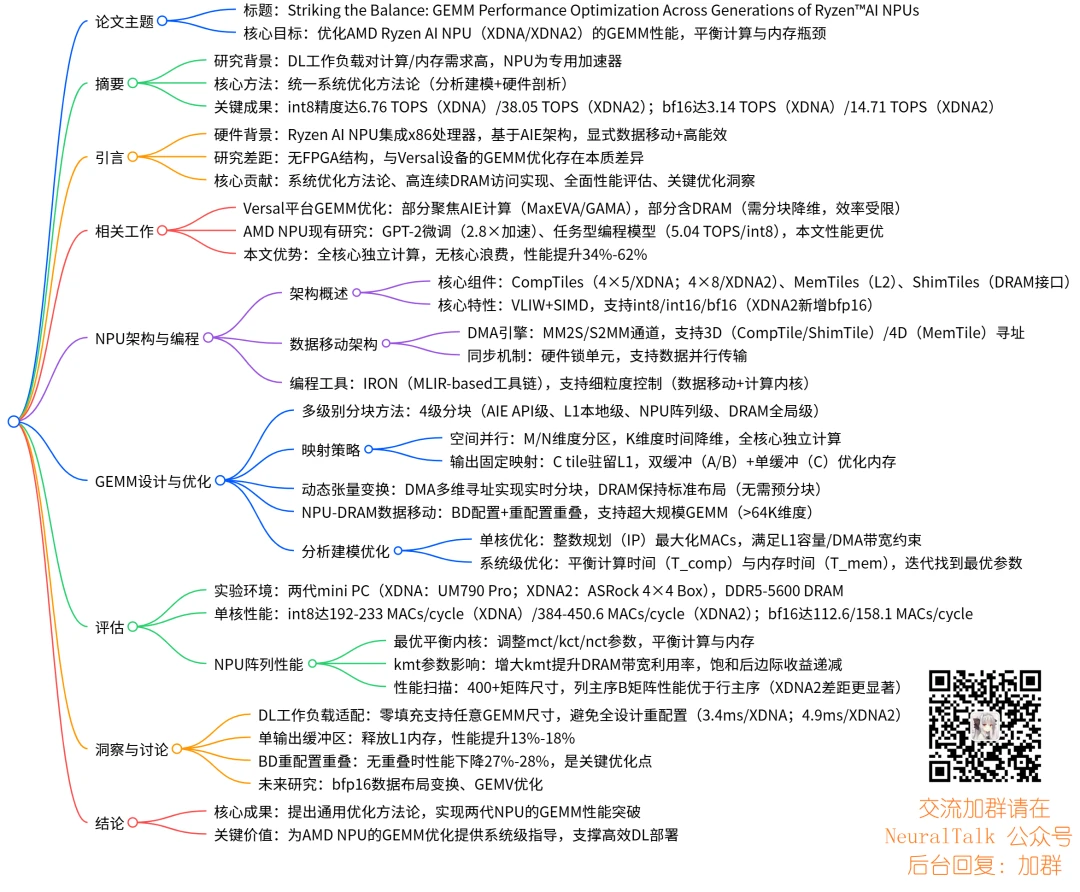 论文主题
标题：Striking the Balance: GEMM Performance Optimization Across Generations of Ryzen™AI NPUs
核心目标：优化AMD Ryzen AI NPU（XDNA/XDNA2）的GEMM性能，平衡计算与内存瓶颈
摘要
研究背景：DL工作负载对计算/内存需求高，NPU为专用加速器
核心方法：统一系统优化方法论（分析建模+硬件剖析）
关键成果：int8精度达6.76 TOPS（XDNA）/38.05 TOPS（XDNA2）；bf16达3.14 TOPS（XDNA）/14.71 TOPS（XDNA2）
引言
硬件背景：Ryzen AI NPU集成x86处理器，基于AIE架构，显式数据移动+高能效
研究差距：无FPGA结构，与Versal设备的GEMM优化存在本质差异
核心贡献：系统优化方法论、高连续DRAM访问实现、全面性能评估、关键优化洞察
相关工作
Versal平台GEMM优化：部分聚焦AIE计算（MaxEVA/GAMA），部分含DRAM（需分块降维，效率受限）
AMD NPU现有研究：GPT-2微调（2.8×加速）、任务型编程模型（5.04 TOPS/int8），本文性能更优
本文优势：全核心独立计算，无核心浪费，性能提升34%-62%
NPU架构与编程
架构概述
核心组件：CompTiles（4×5/XDNA；4×8/XDNA2）、MemTiles（L2）、ShimTiles（DRAM接口）
核心特性：VLIW+SIMD，支持int8/int16/bf16（XDNA2新增bfp16）
数据移动架构
DMA引擎：MM2S/S2MM通道，支持3D（CompTile/ShimTile）/4D（MemTile）寻址
同步机制：硬件锁单元，支持数据并行传输
编程工具：IRON（MLIR-based工具链），支持细粒度控制（数据移动+计算内核）
GEMM设计与优化
多级别分块方法：4级分块（AIE API级、L1本地级、NPU阵列级、DRAM全局级）
映射策略
空间并行：M/N维度分区，K维度时间降维，全核心独立计算
输出固定映射：C tile驻留L1，双缓冲（A/B）+单缓冲（C）优化内存
动态张量变换：DMA多维寻址实现实时分块，DRAM保持标准布局（无需预分块）
NPU-DRAM数据移动：BD配置+重配置重叠，支持超大规模GEMM（>64K维度）
分析建模优化
单核优化：整数规划（IP）最大化MACs，满足L1容量/DMA带宽约束
系统级优化：平衡计算时间（T_comp）与内存时间（T_mem），迭代找到最优参数
评估
实验环境：两代mini PC（XDNA：UM790 Pro；XDNA2：ASRock 4×4 Box），DDR5-5600 DRAM
单核性能：int8达192-233 MACs/cycle（XDNA）/384-450.6 MACs/cycle（XDNA2）；bf16达112.6/158.1 MACs/cycle
NPU阵列性能
最优平衡内核：调整mct/kct/nct参数，平衡计算与内存
kmt参数影响：增大kmt提升DRAM带宽利用率，饱和后边际收益递减
性能扫描：400+矩阵尺寸，列主序B矩阵性能优于行主序（XDNA2差距更显著）
洞察与讨论
DL工作负载适配：零填充支持任意GEMM尺寸，避免全设计重配置（3.4ms/XDNA；4.9ms/XDNA2）
单输出缓冲区：释放L1内存，性能提升13%-18%
BD重配置重叠：无重叠时性能下降27%-28%，是关键优化点
未来研究：bfp16数据布局变换、GEMV优化
结论
核心成果：提出通用优化方法论，实现两代NPU的GEMM性能突破
关键价值：为AMD NPU的GEMM优化提供系统级指导，支撑高效DL部署
交流加群请在
NeuralTalk 公众号
后台回复：加群